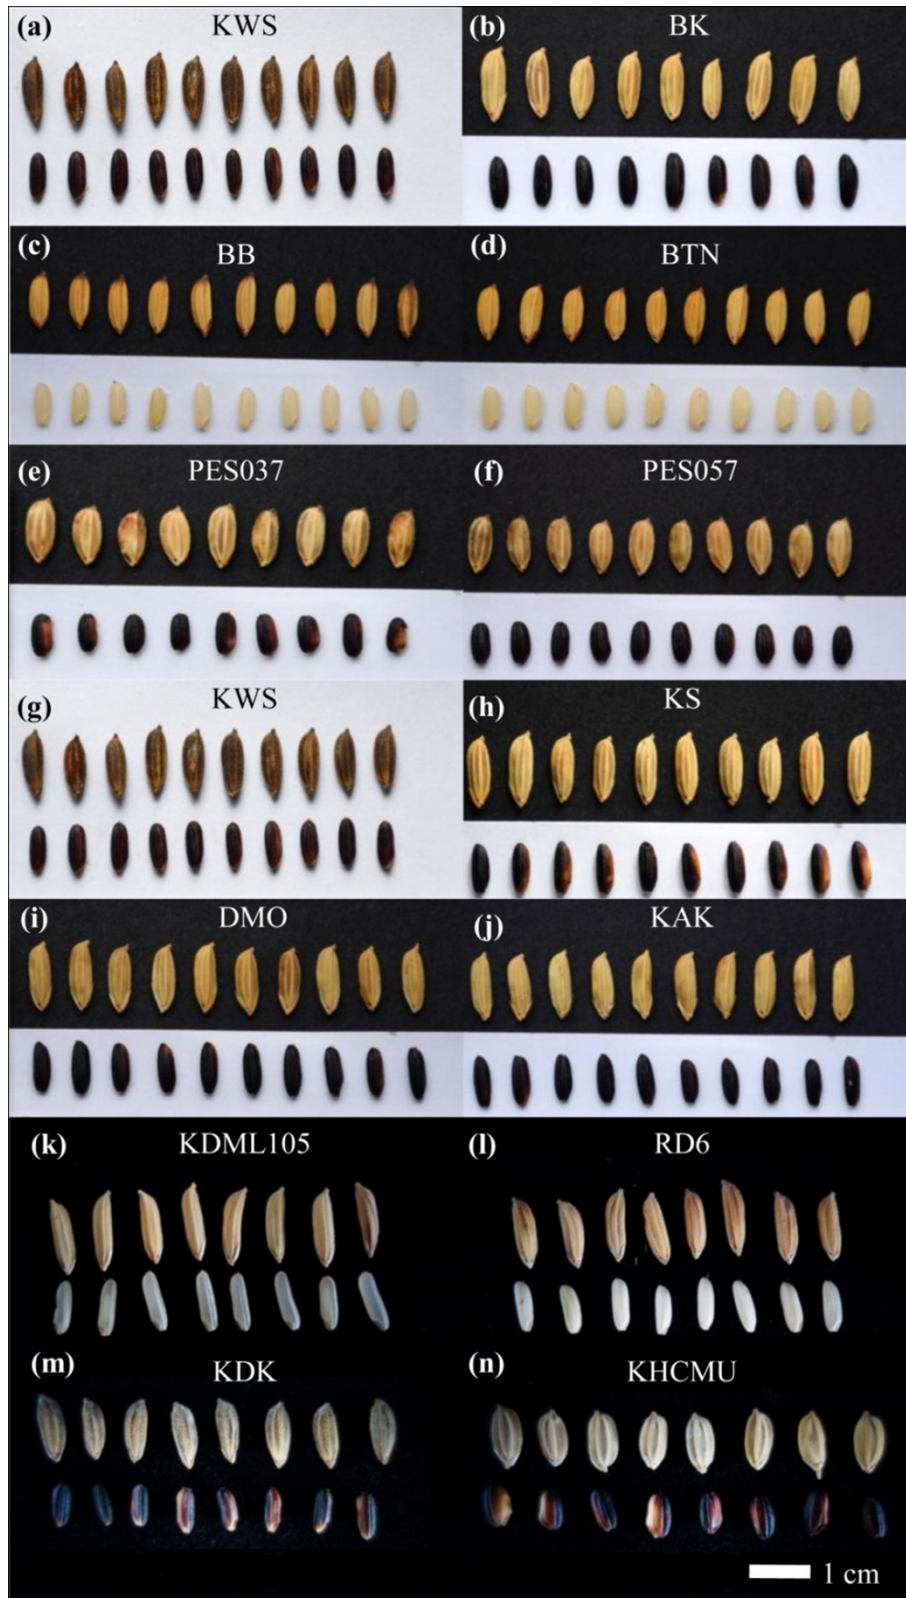 (a) KWS
(b) BK
(c) BB
(d) BTN
(e) PES037
(f) PES057
(g) KWS
(h) KS
(i) DMO
(j) KAK
(k) KDML105
(l) RD6
(m) KDK
(n) KHCMU
1 cm